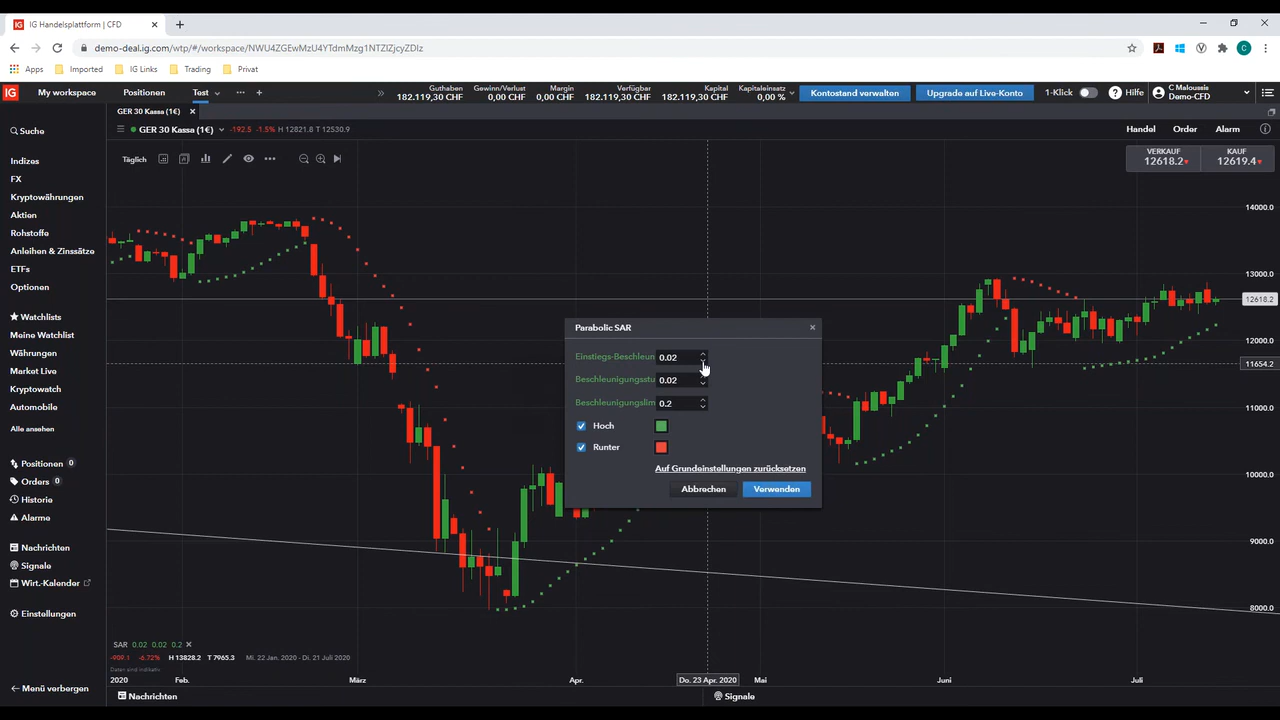 IG Handelsplattform | CFD
demo-deal.ig.com/wtp/#/workspace/NWU4ZGEwMzU4YTdmMzg1NTZlZjcyZDIz
Apps Imported IG Links Trading Privat
IG My workspace Positionen Test
Guthaben 182.119,30 CHF
Gewinn/Verlust 0,00 CHF
Margin 0,00 CHF
Verfügbar 182.119,30 CHF
Kapital 182.119,30 CHF
Kapitaleinsatz 0,00 %
Kontostand verwalten
Upgrade auf Live-Konto
1-Klick
Hilfe
C Maloussis
Demo-CFD
GER 30 Kassa (1€)
GER 30 Kassa (1€) -192.5 -1.5% H 12821.8 T 12530.9
Handel Order Alarm
Täglich
VERKAUF
12618.2
KAUF
12619.4
Suche
Indizes
FX
Kryptowährungen
Aktien
Rohstoffe
Anleihen & Zinssätze
ETFs
Optionen
Watchlists
Meine Watchlist
Währungen
Market Live
Kryptowatch
Automobile
Alle ansehen
Positionen 0
Orders 0
Historie
Alarme
Nachrichten
Signale
Wirt.-Kalender
Einstellungen
Menü verbergen
14000.0
13000.0
12618.2
12000.0
11654.2
11000.0
10000.0
9000.0
8000.0
Parabolic SAR
Einstiegs-Beschleun 0.02
Beschleunigungsstu 0.02
Beschleunigungslim 0.2
Hoch
Runter
Auf Grundeinstellungen zurücksetzen
Abbrechen Verwenden
SAR 0.02 0.02 0.2
-909.1 -6.72% H 13828.2 T 7965.3 Mi. 22 Jan. 2020 - Di. 21 Juli 2020
Daten sind indikativ
2020 Feb. März Apr. Do. 23 Apr. 2020 Mai Juni Juli
Nachrichten Signale